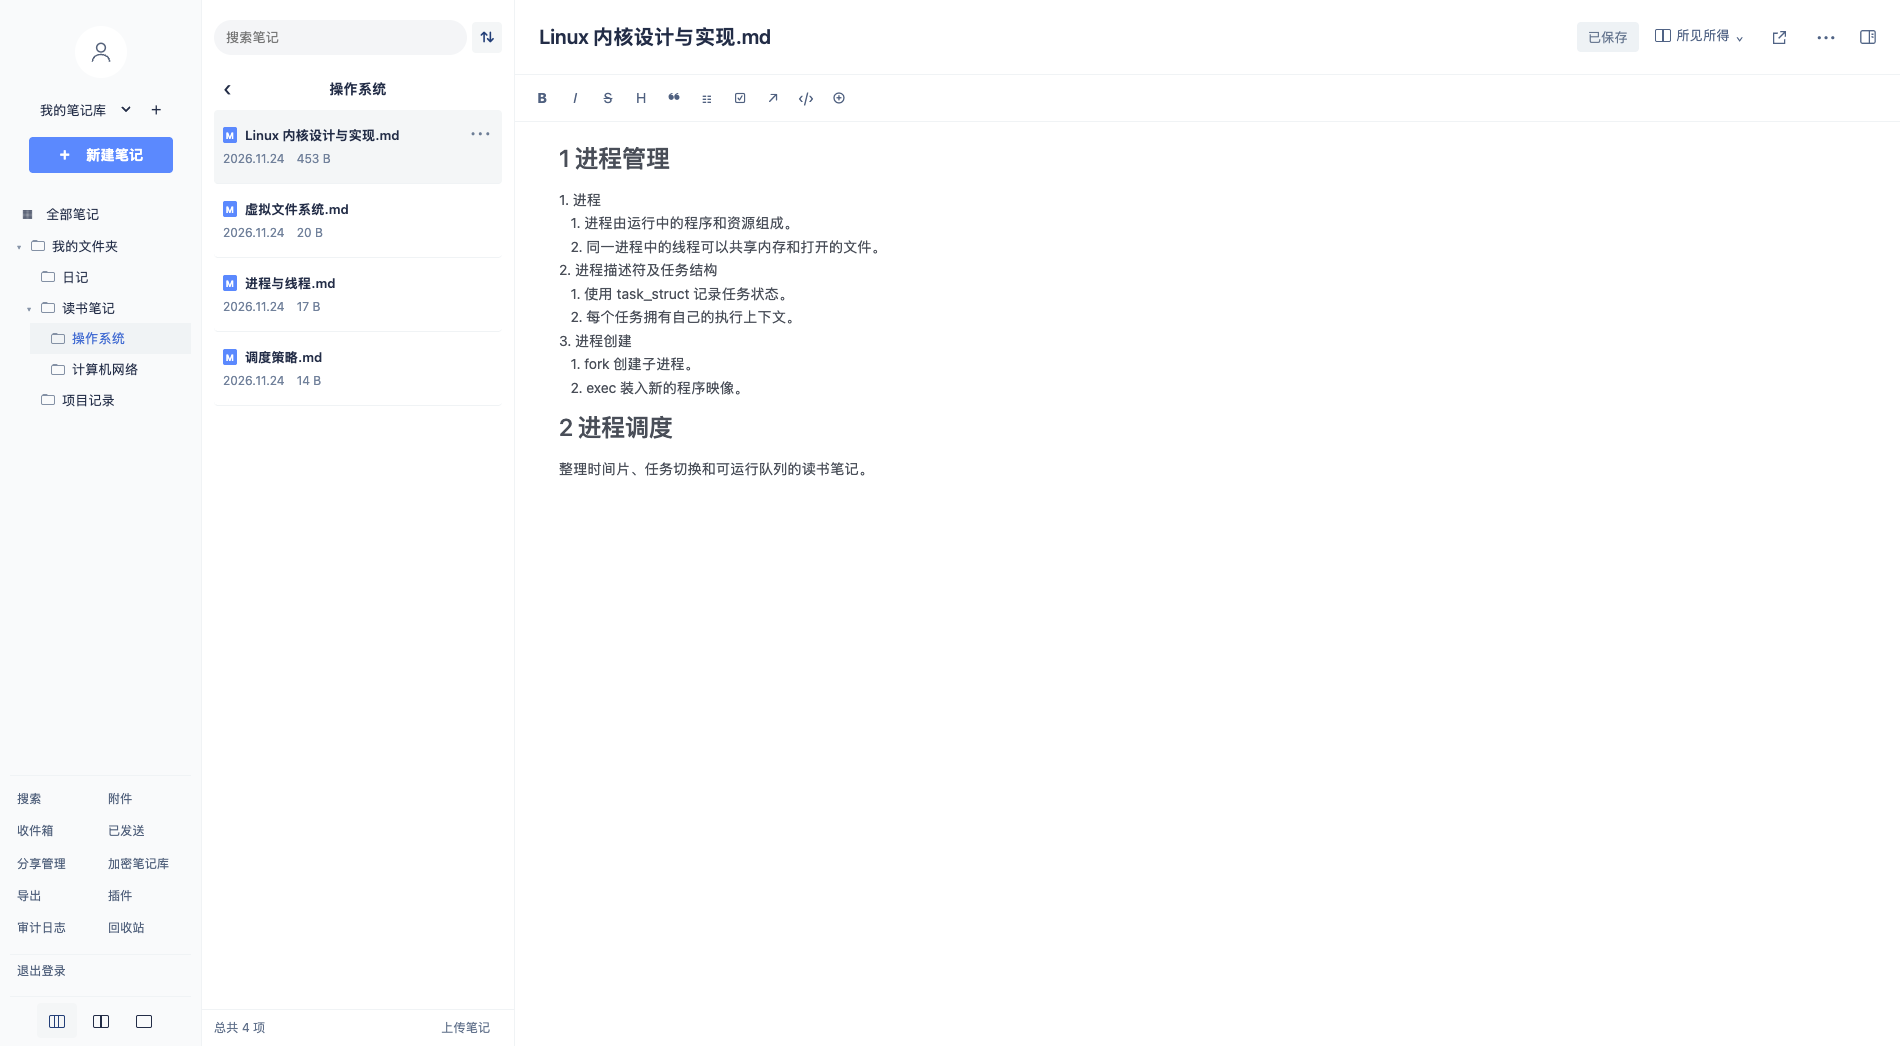 我的笔记库
+ 新建笔记
全部笔记
我的文件夹
日记
读书笔记
操作系统
计算机网络
项目记录
搜索 附件
收件箱 已发送
分享管理 加密笔记库
导出 插件
审计日志 回收站
退出登录
搜索笔记
操作系统
M Linux 内核设计与实现.md
2026.11.24 453 B
M 虚拟文件系统.md
2026.11.24 20 B
M 进程与线程.md
2026.11.24 17 B
M 调度策略.md
2026.11.24 14 B
总共 4 项 上传笔记
Linux 内核设计与实现.md
已保存 所见所得
B I S H “ </>
1 进程管理
1. 进程
1. 进程由运行中的程序和资源组成。
2. 同一进程中的线程可以共享内存和打开的文件。
2. 进程描述符及任务结构
1. 使用 task_struct 记录任务状态。
2. 每个任务拥有自己的执行上下文。
3. 进程创建
1. fork 创建子进程。
2. exec 装入新的程序映像。
2 进程调度
整理时间片、任务切换和可运行队列的读书笔记。